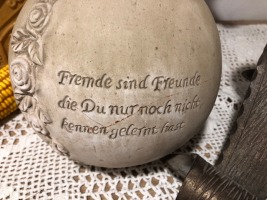 Fremde sind Freunde
die Du nur noch nicht
kennen gelernt hast